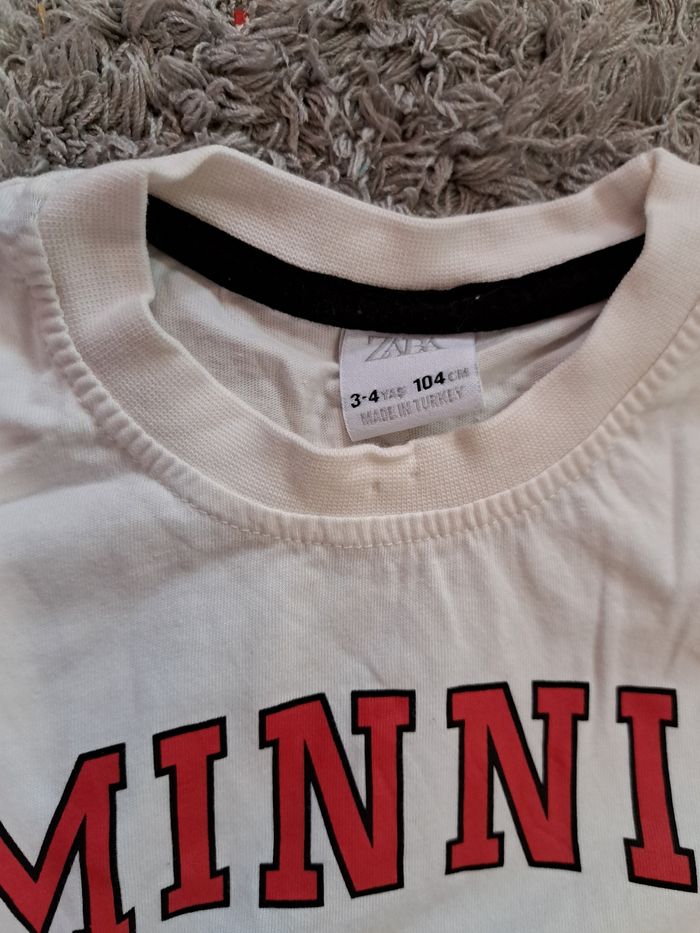 ZARA
3-4 YAŞ 104 CM
MADE IN TURKEY
MINNI